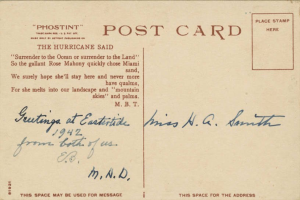 "PHOSTINT"
POST CARD
PLACE STAMP
HERE
THE HURRICANE SAID
"Surrender to the Ocean or surrender to the Land"
So the gallant Rose Mahony quickly chose Miami
sand,
We surely hope she'll stay here and never more
have qualms,
For she melts into our landscape and "mountain
skies" and palms.
M. B. T.
Greetings at Eastertide
1942
from both of us.
M. A. D.
Miss H. A. Smith
THIS SPACE MAY BE USED FOR MESSAGE
THIS SPACE IS FOR THE ADDRESS